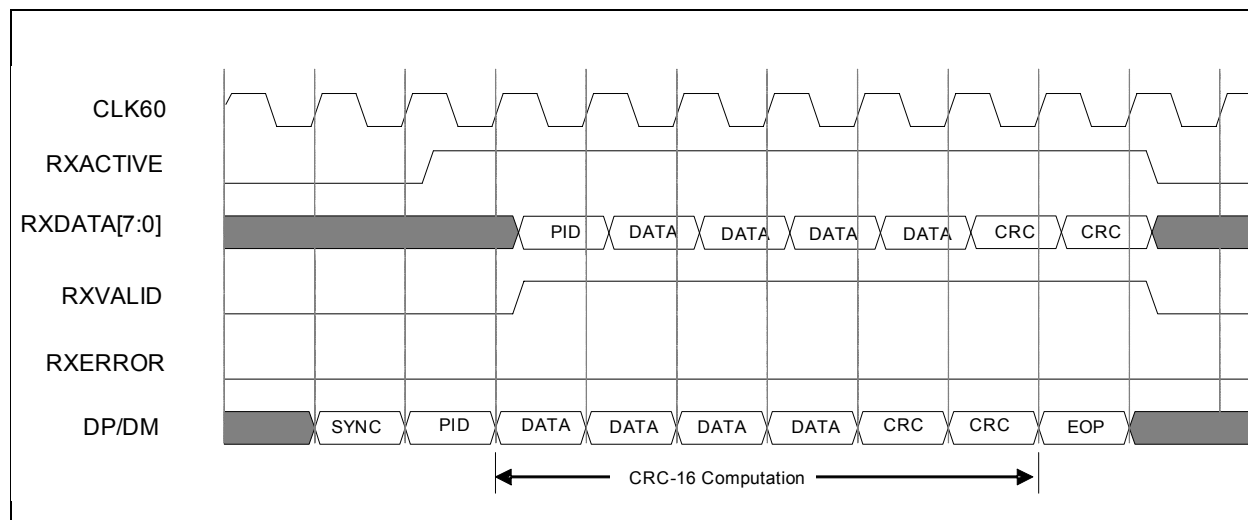 CLK60
RXACTIVE
RXDATA[7:0]
PID DATA DATA DATA DATA CRC CRC
RXVALID
RXERROR
DP/DM
SYNC PID DATA DATA DATA DATA CRC CRC EOP
CRC-16 Computation